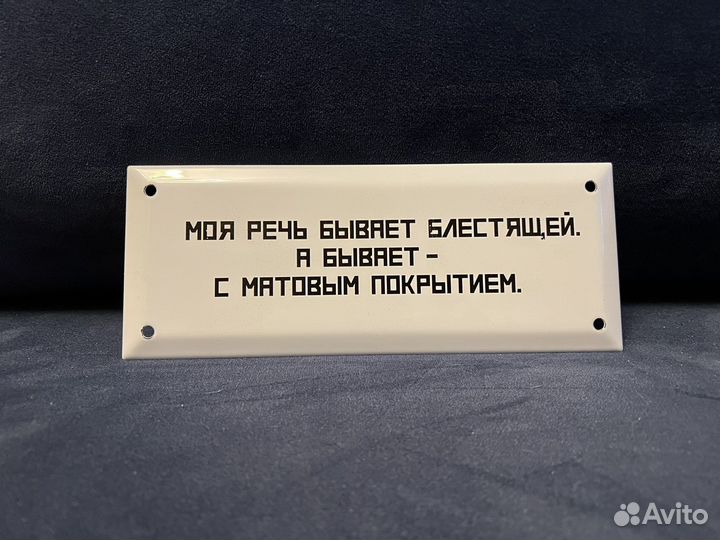 МОЯ РЕЧЬ БЫВАЕТ БЛЕСТЯЩЕЙ.
А БЫВАЕТ –
С МАТОВЫМ ПОКРЫТИЕМ.
Avito